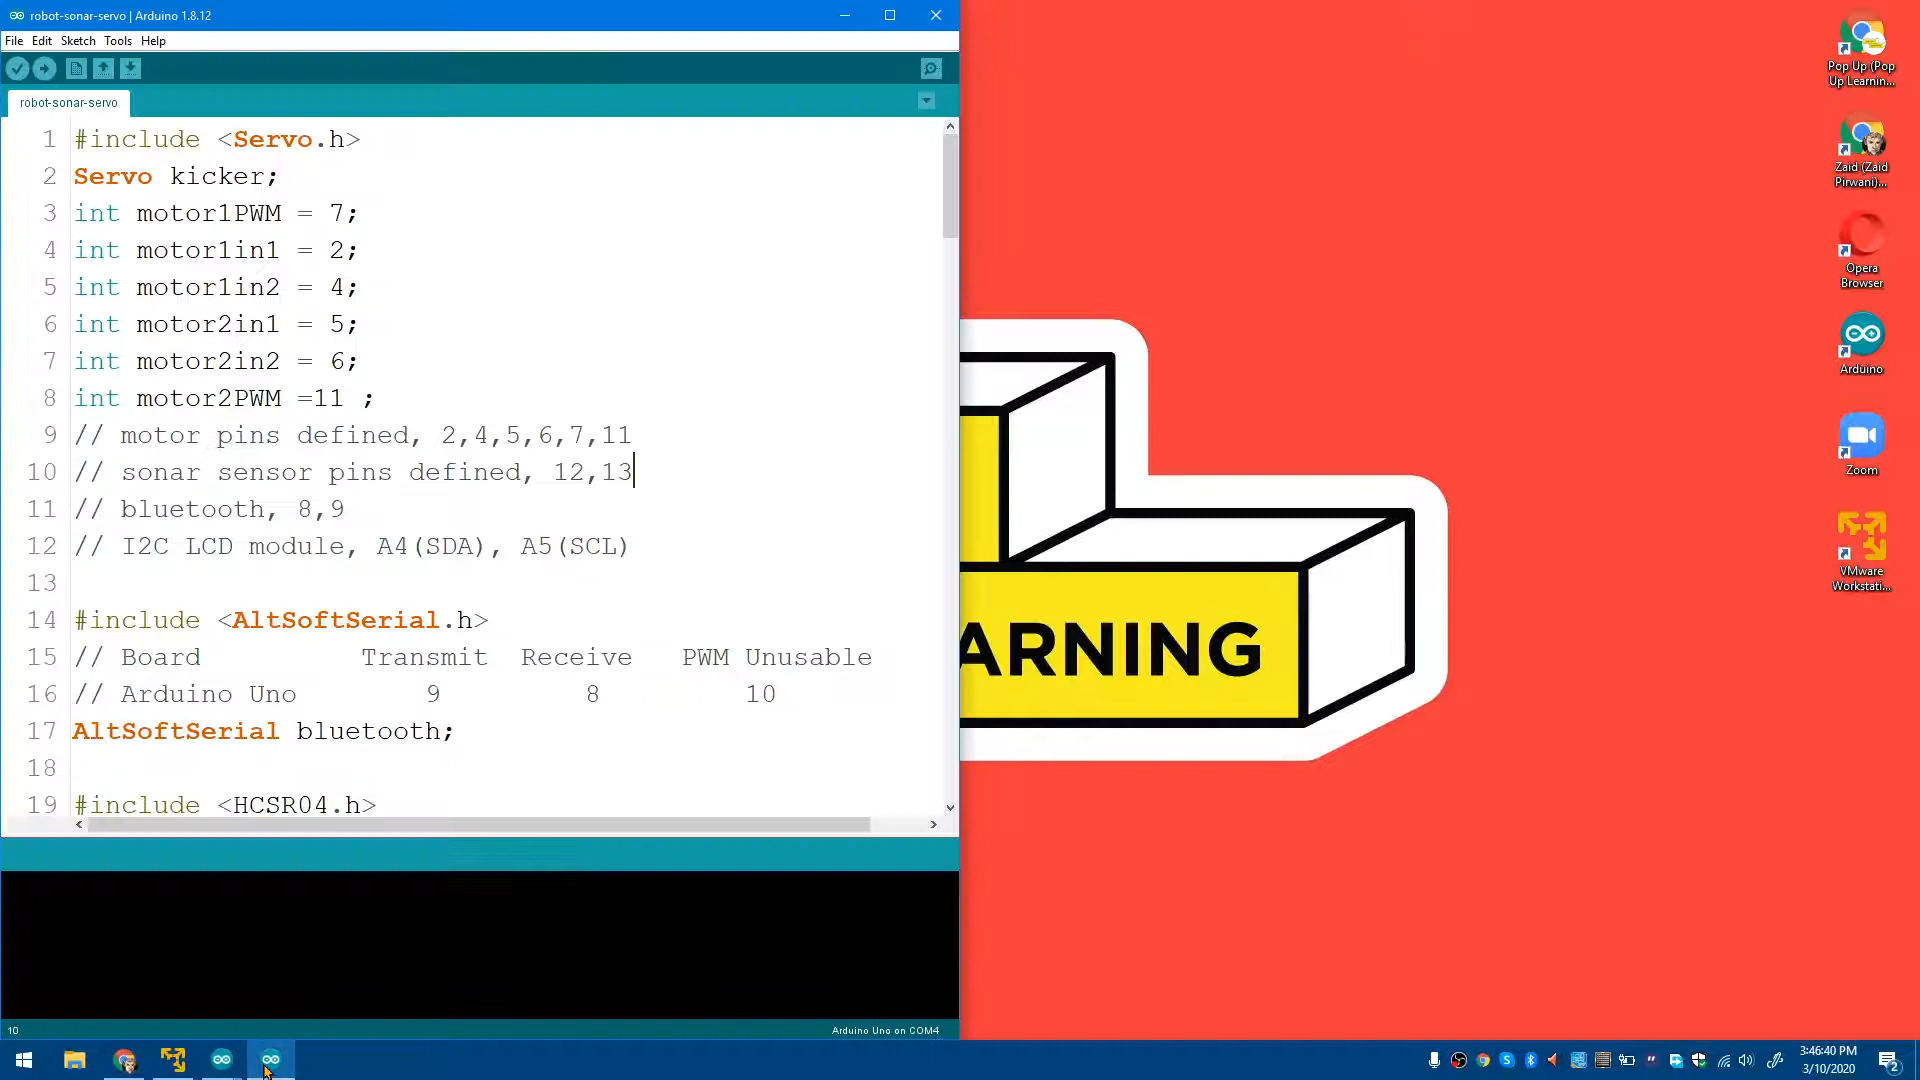 robot-sonar-servo | Arduino 1.8.12
File Edit Sketch Tools Help
robot-sonar-servo
1 #include <Servo.h>
2 Servo kicker;
3 int motor1PWM = 7;
4 int motor1in1 = 2;
5 int motor1in2 = 4;
6 int motor2in1 = 5;
7 int motor2in2 = 6;
8 int motor2PWM =11 ;
9 // motor pins defined, 2,4,5,6,7,11
10 // sonar sensor pins defined, 12,13
11 // bluetooth, 8,9
12 // I2C LCD module, A4(SDA), A5(SCL)
13
14 #include <AltSoftSerial.h>
15 // Board Transmit Receive PWM Unusable
16 // Arduino Uno 9 8 10
17 AltSoftSerial bluetooth;
18
19 #include <HCSR04.h>
10
Arduino Uno on COM4
ARNING
Pop Up (Pop
Up Learnin...
Zaid (Zaid
Pirwani)...
Opera
Browser
Arduino
Zoom
VMware
Workstati...
3:46:40 PM
3/10/2020
2